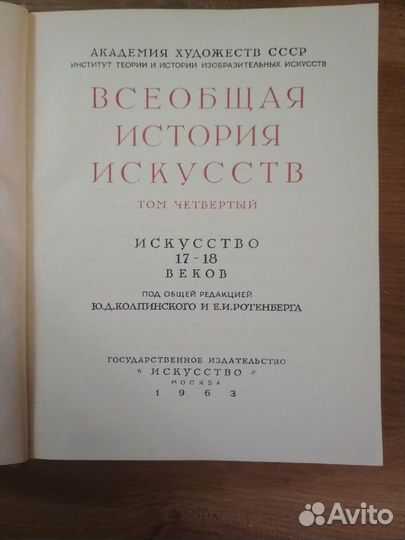 АКАДЕМИЯ ХУДОЖЕСТВ СССР
ИНСТИТУТ ТЕОРИИ И ИСТОРИИ ИЗОБРАЗИТЕЛЬНЫХ ИСКУССТВ
ВСЕОБЩАЯ
ИСТОРИЯ
ИСКУССТВ
ТОМ ЧЕТВЕРТЫЙ
ИСКУССТВО
17-18
ВЕКОВ
ПОД ОБЩЕЙ РЕДАКЦИЕЙ
Ю.Д.КОЛПИНСКОГО И Е.И.РОТЕНБЕРГА
ГОСУДАРСТВЕННОЕ ИЗДАТЕЛЬСТВО
"ИСКУССТВО"
МОСКВА
1963
Avito